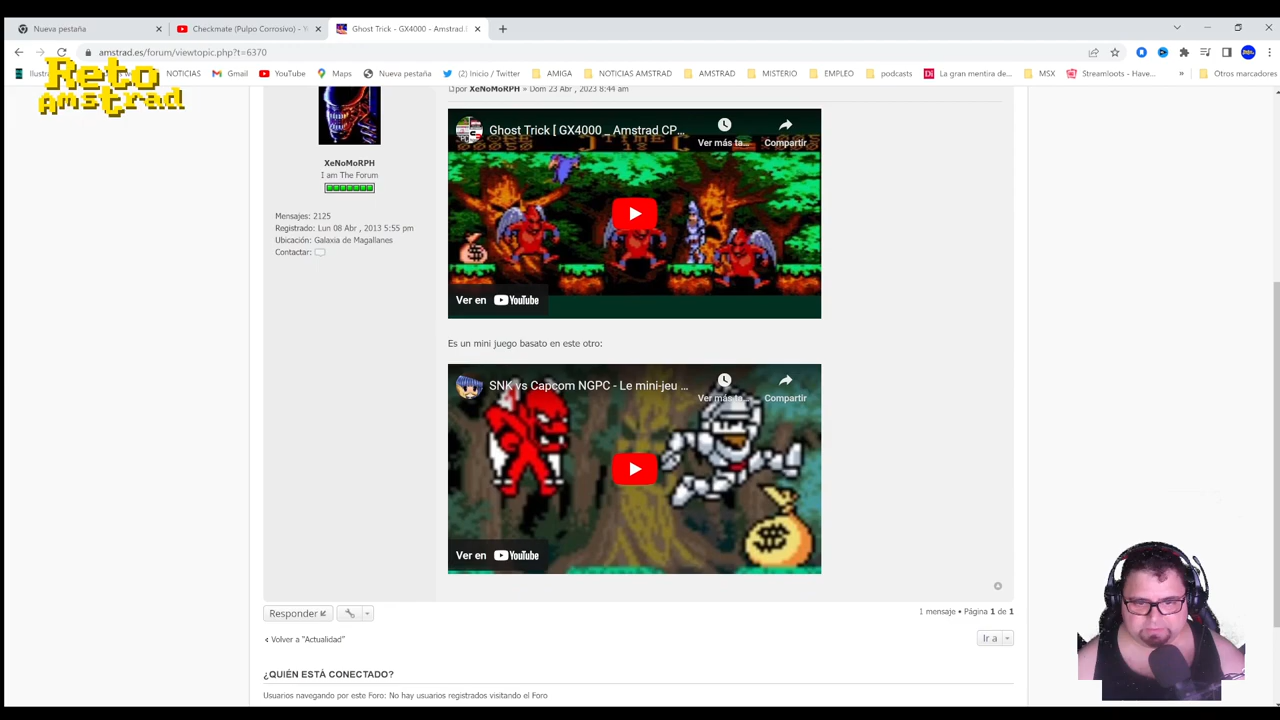 Nueva pestaña
Checkmate (Pulpo Corrosivo) - Y
Ghost Trick - GX4000 - Amstrad.
amstrad.es/forum/viewtopic.php?t=6370
NOTICIAS
Gmail
YouTube
Maps
Nueva pestaña
(2) Inicio / Twitter
AMIGA
NOTICIAS AMSTRAD
AMSTRAD
MISTERIO
EMPLEO
podcasts
La gran mentira de...
MSX
Streamloots - Have...
»
Otros marcadores
Reto
Amstrad
por XeNoMoRPH » Dom 23 Abr , 2023 8:44 am
XeNoMoRPH
I am The Forum
Mensajes: 2125
Registrado: Lun 08 Abr , 2013 5:55 pm
Ubicación: Galaxia de Magallanes
Contactar:
Ghost Trick [ GX4000 _ Amstrad CP...
Ver más ta...
Compartir
TIME
Ver en YouTube
Es un mini juego basato en este otro:
SNK vs Capcom NGPC - Le mini-jeu ...
Ver más ta...
Compartir
Ver en YouTube
Responder
1 mensaje • Página 1 de 1
Volver a "Actualidad"
Ir a
¿QUIÉN ESTÁ CONECTADO?
Usuarios navegando por este Foro: No hay usuarios registrados visitando el Foro